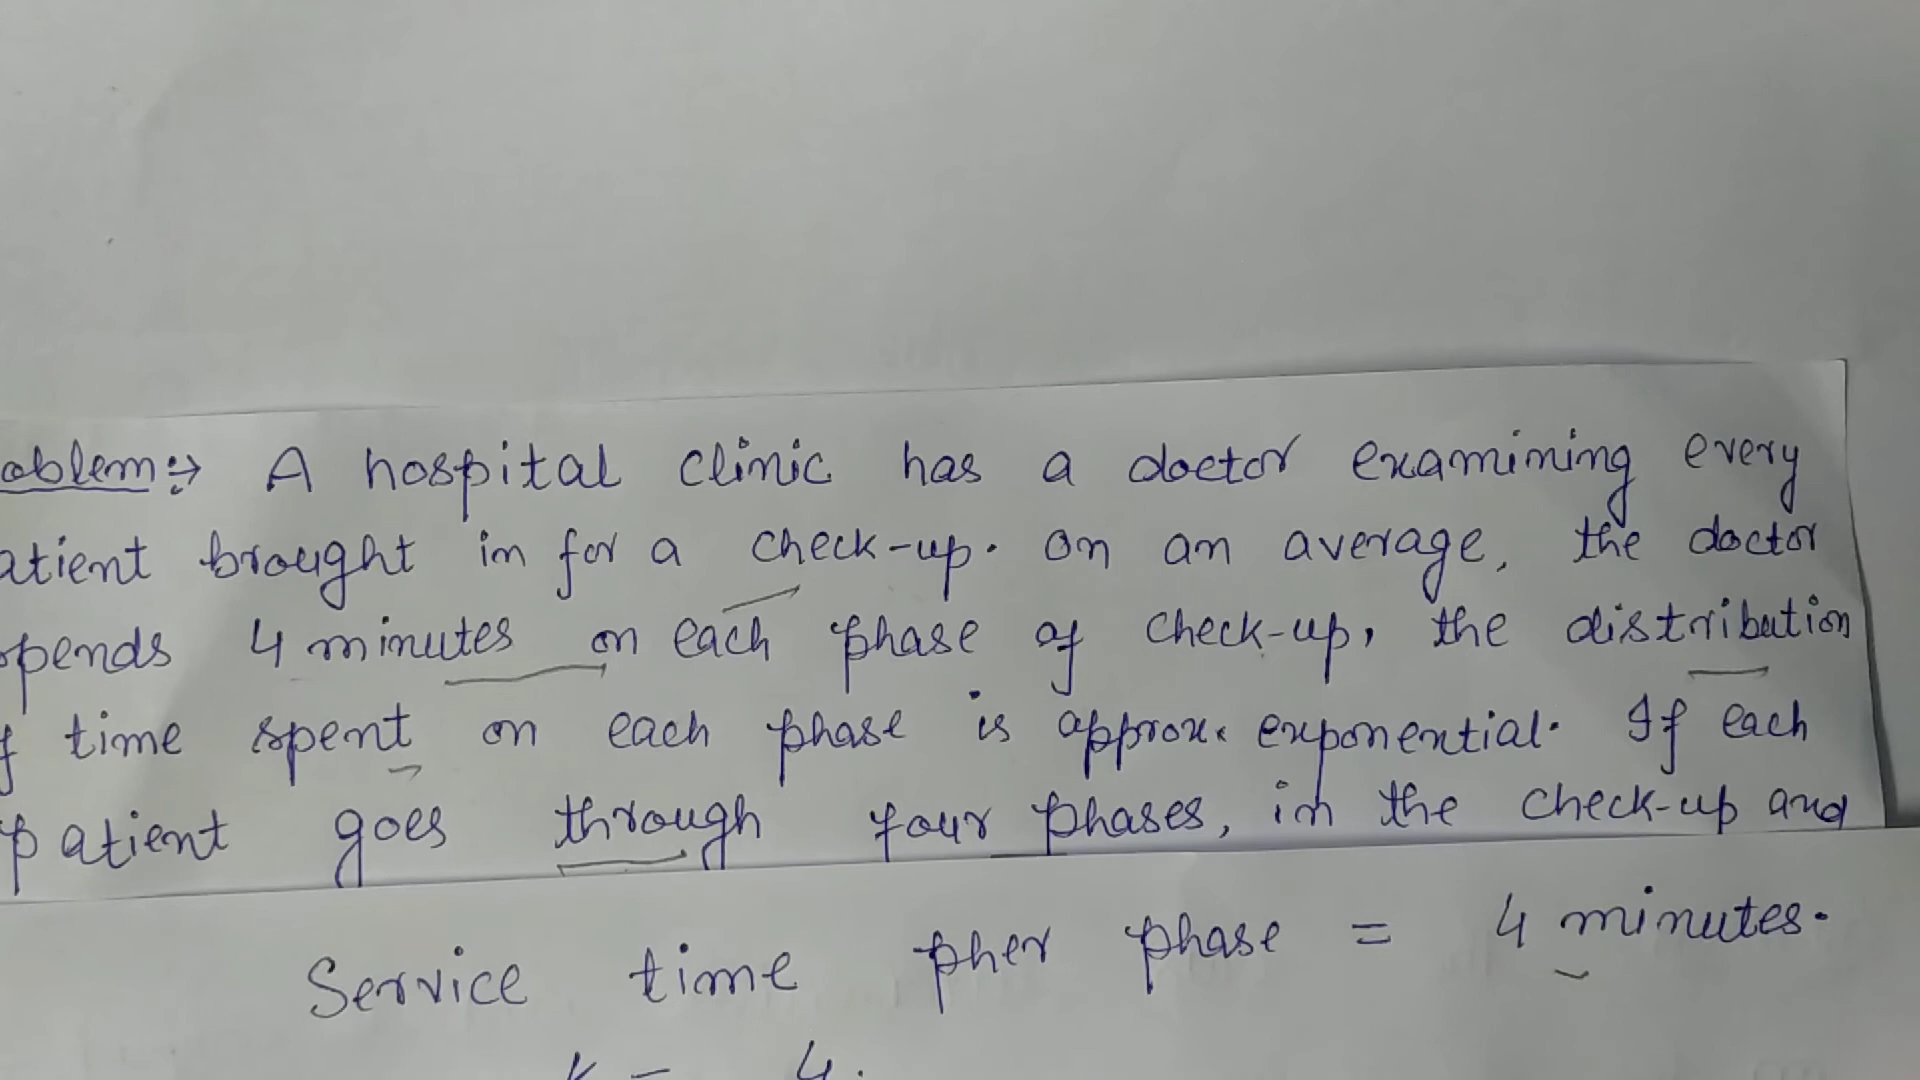 oblem:→ A hospital clinic has a doctor examining every
atient brought in for a check-up. On an average, the doctor
spends 4 minutes on each phase of check-up, the distribution
f time spent on each phase is approx. exponential. If each
patient goes through four phases, in the check-up and
Service time pher phase = 4 minutes.
k = 4.